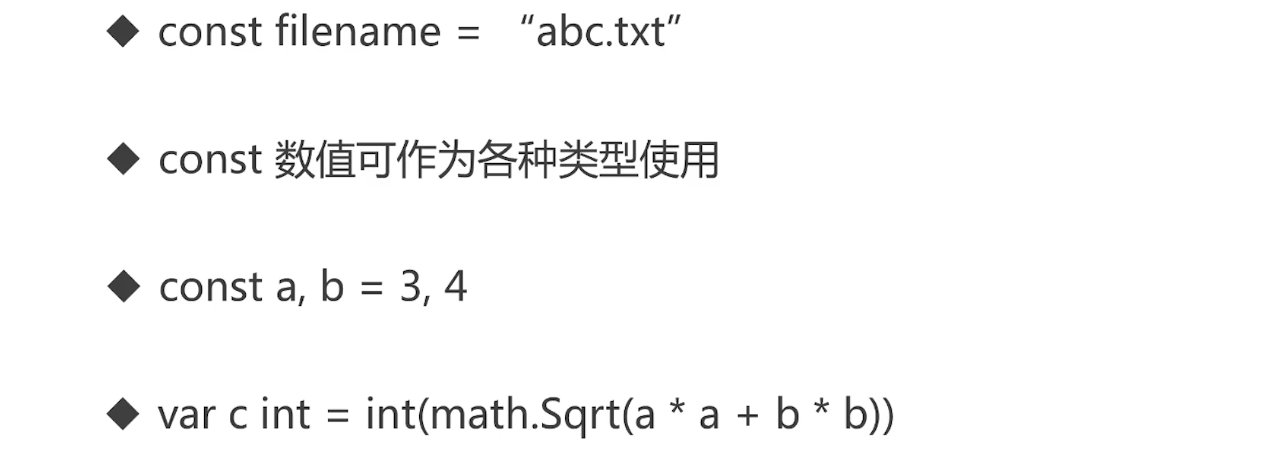 ◆ const filename = “abc.txt”
◆ const 数值可作为各种类型使用
◆ const a, b = 3, 4
◆ var c int = int(math.Sqrt(a * a + b * b))